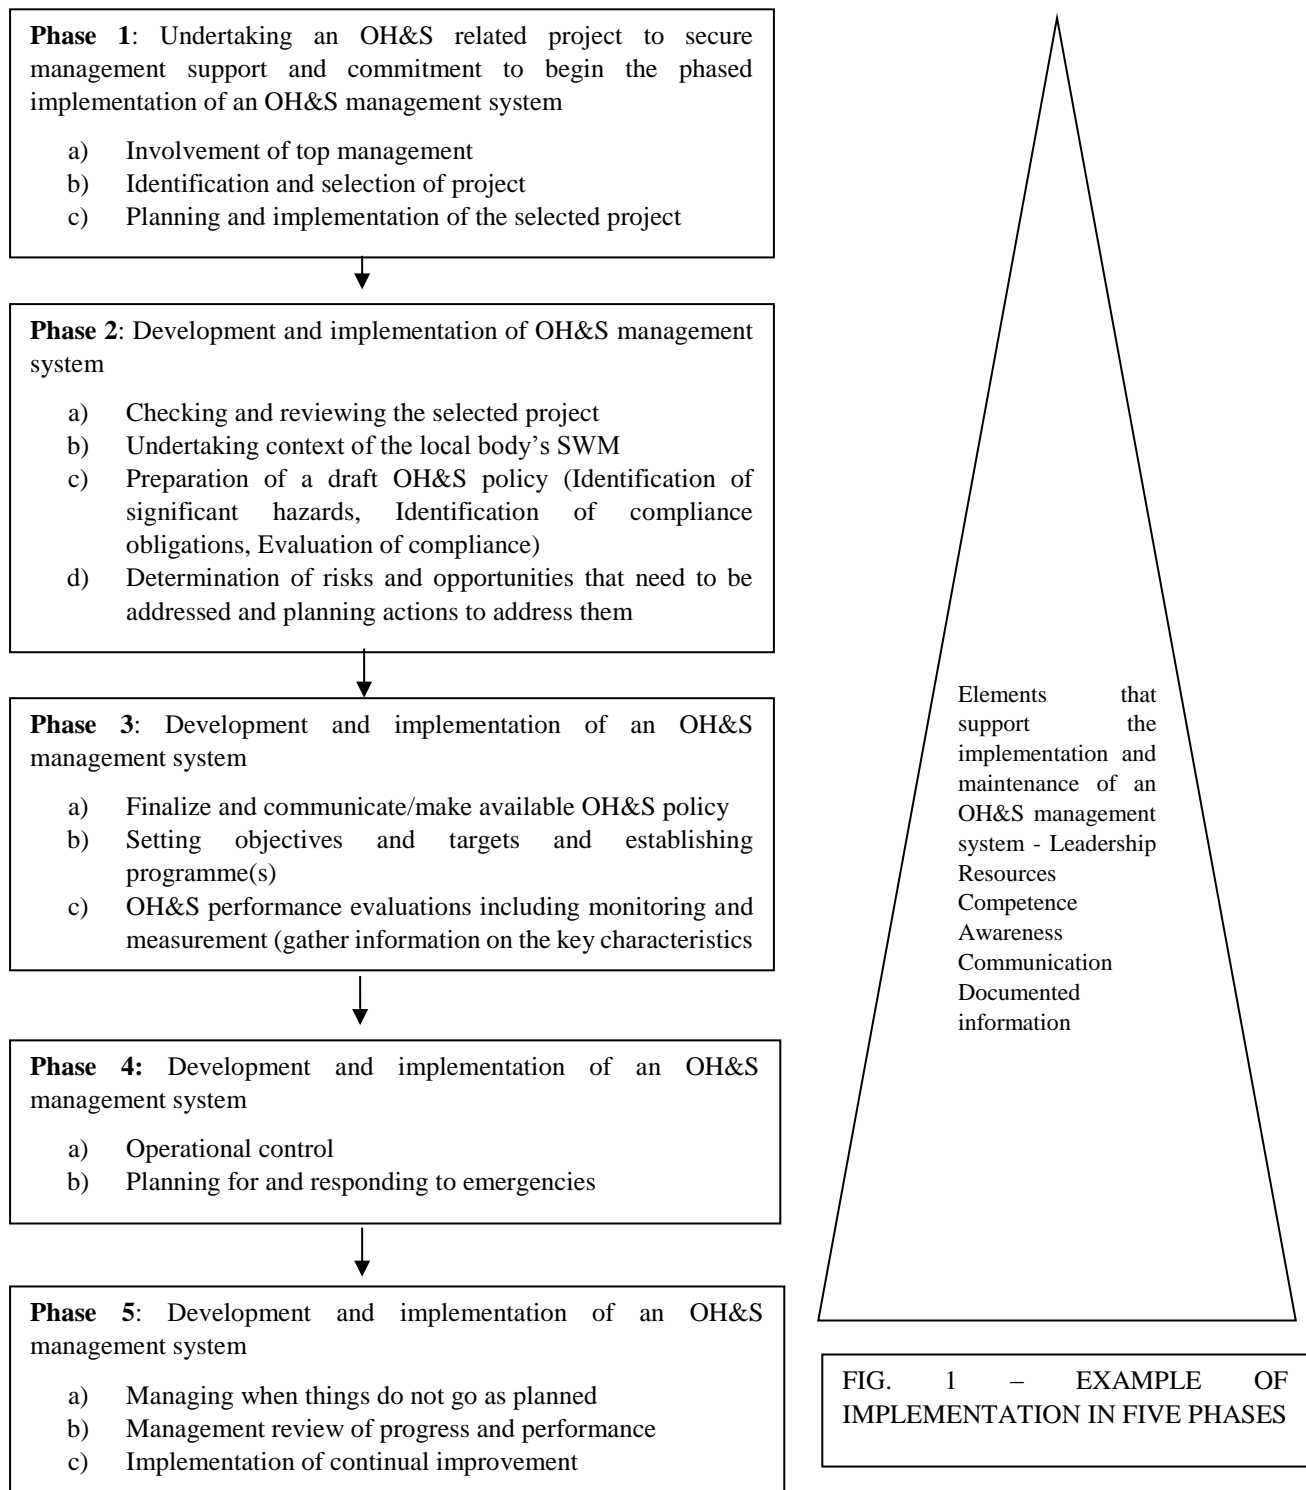 Phase 1: Undertaking an OH&S related project to secure
management support and commitment to begin the phased
implementation of an OH&S management system
a) Involvement of top management
b) Identification and selection of project
c) Planning and implementation of the selected project
Phase 2: Development and implementation of OH&S management
system
a) Checking and reviewing the selected project
b) Undertaking context of the local body’s SWM
c) Preparation of a draft OH&S policy (Identification of
significant hazards, Identification of compliance
obligations, Evaluation of compliance)
d) Determination of risks and opportunities that need to be
addressed and planning actions to address them
Phase 3: Development and implementation of an OH&S
management system
a) Finalize and communicate/make available OH&S policy
b) Setting objectives and targets and establishing
programme(s)
c) OH&S performance evaluations including monitoring and
measurement (gather information on the key characteristics
Phase 4: Development and implementation of an OH&S
management system
a) Operational control
b) Planning for and responding to emergencies
Phase 5: Development and implementation of an OH&S
management system
a) Managing when things do not go as planned
b) Management review of progress and performance
c) Implementation of continual improvement
Elements that
support the
implementation and
maintenance of an
OH&S management
system - Leadership
Resources
Competence
Awareness
Communication
Documented
information
FIG. 1 – EXAMPLE OF
IMPLEMENTATION IN FIVE PHASES